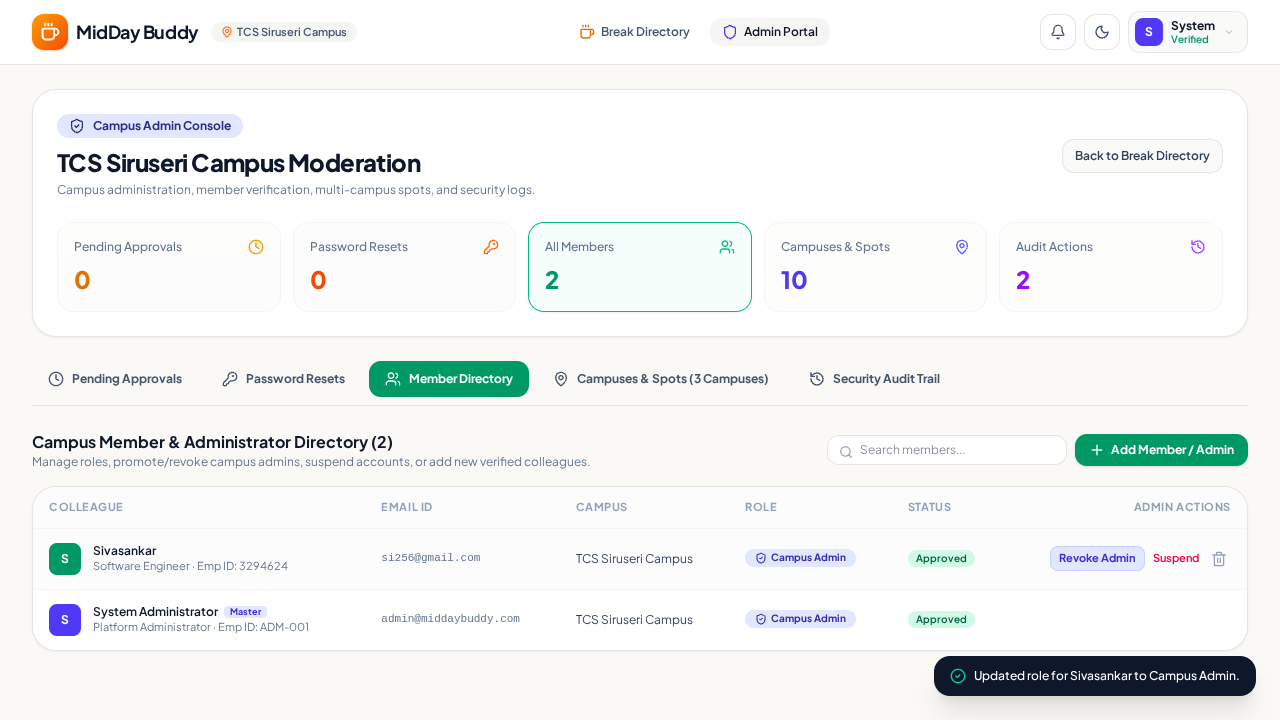 MidDay Buddy
TCS Siruseri Campus
Break Directory
Admin Portal
S
System
Verified
Campus Admin Console
TCS Siruseri Campus Moderation
Campus administration, member verification, multi-campus spots, and security logs.
Back to Break Directory
Pending Approvals
0
Password Resets
0
All Members
2
Campuses & Spots
10
Audit Actions
2
Pending Approvals
Password Resets
Member Directory
Campuses & Spots (3 Campuses)
Security Audit Trail
Campus Member & Administrator Directory (2)
Manage roles, promote/revoke campus admins, suspend accounts, or add new verified colleagues.
Search members...
Add Member / Admin
COLLEAGUE EMAIL ID CAMPUS ROLE STATUS ADMIN ACTIONS
S Sivasankar si256@gmail.com TCS Siruseri Campus Campus Admin Approved Revoke Admin Suspend
Software Engineer · Emp ID: 3294624
S System Administrator Master admin@middaybuddy.com TCS Siruseri Campus Campus Admin Approved
Platform Administrator · Emp ID: ADM-001
Updated role for Sivasankar to Campus Admin.